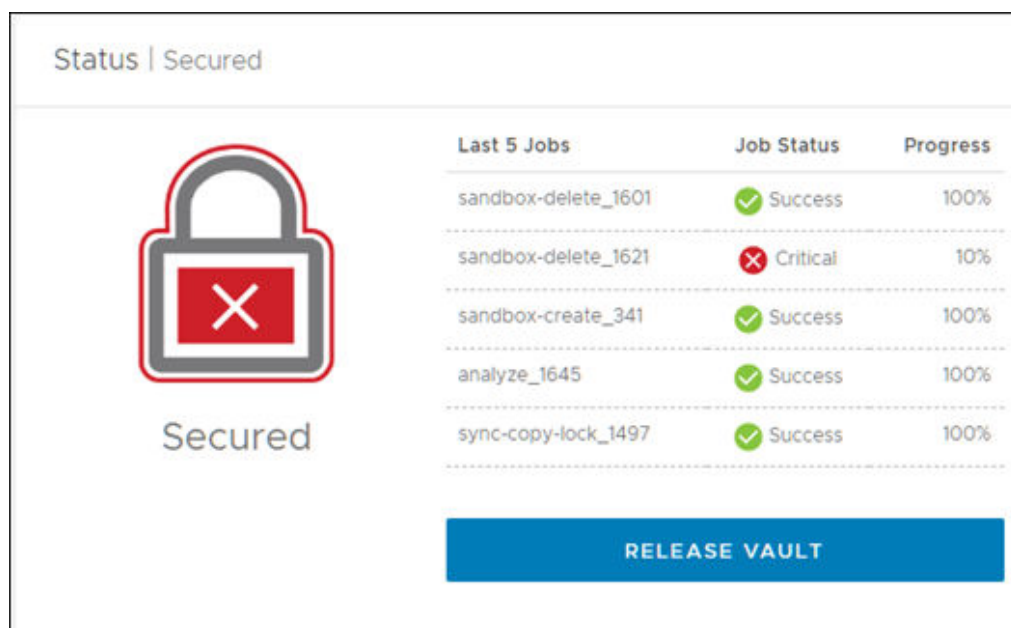 Status | Secured
Last 5 Jobs Job Status Progress
sandbox-delete_1601 Success 100%
sandbox-delete_1621 Critical 10%
sandbox-create_341 Success 100%
analyze_1645 Success 100%
sync-copy-lock_1497 Success 100%
Secured
RELEASE VAULT